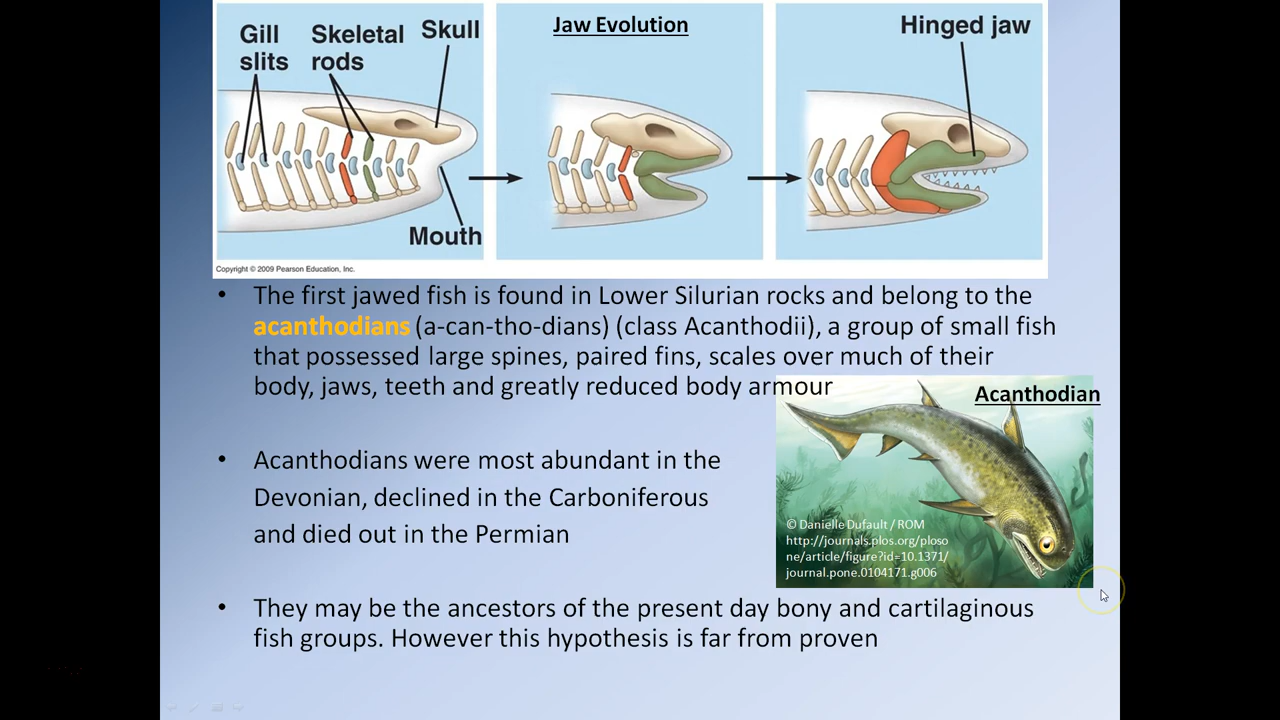 Jaw Evolution
Gill slits
Skeletal rods
Skull
Mouth
Hinged jaw
Copyright © 2009 Pearson Education, Inc.
• The first jawed fish is found in Lower Silurian rocks and belong to the
acanthodians (a-can-tho-dians) (class Acanthodii), a group of small fish
that possessed large spines, paired fins, scales over much of their
body, jaws, teeth and greatly reduced body armour
Acanthodian
• Acanthodians were most abundant in the
Devonian, declined in the Carboniferous
and died out in the Permian
© Danielle Dufault / ROM
http://journals.plos.org/ploso
ne/article/figure?id=10.1371/
journal.pone.0104171.g006
• They may be the ancestors of the present day bony and cartilaginous
fish groups. However this hypothesis is far from proven